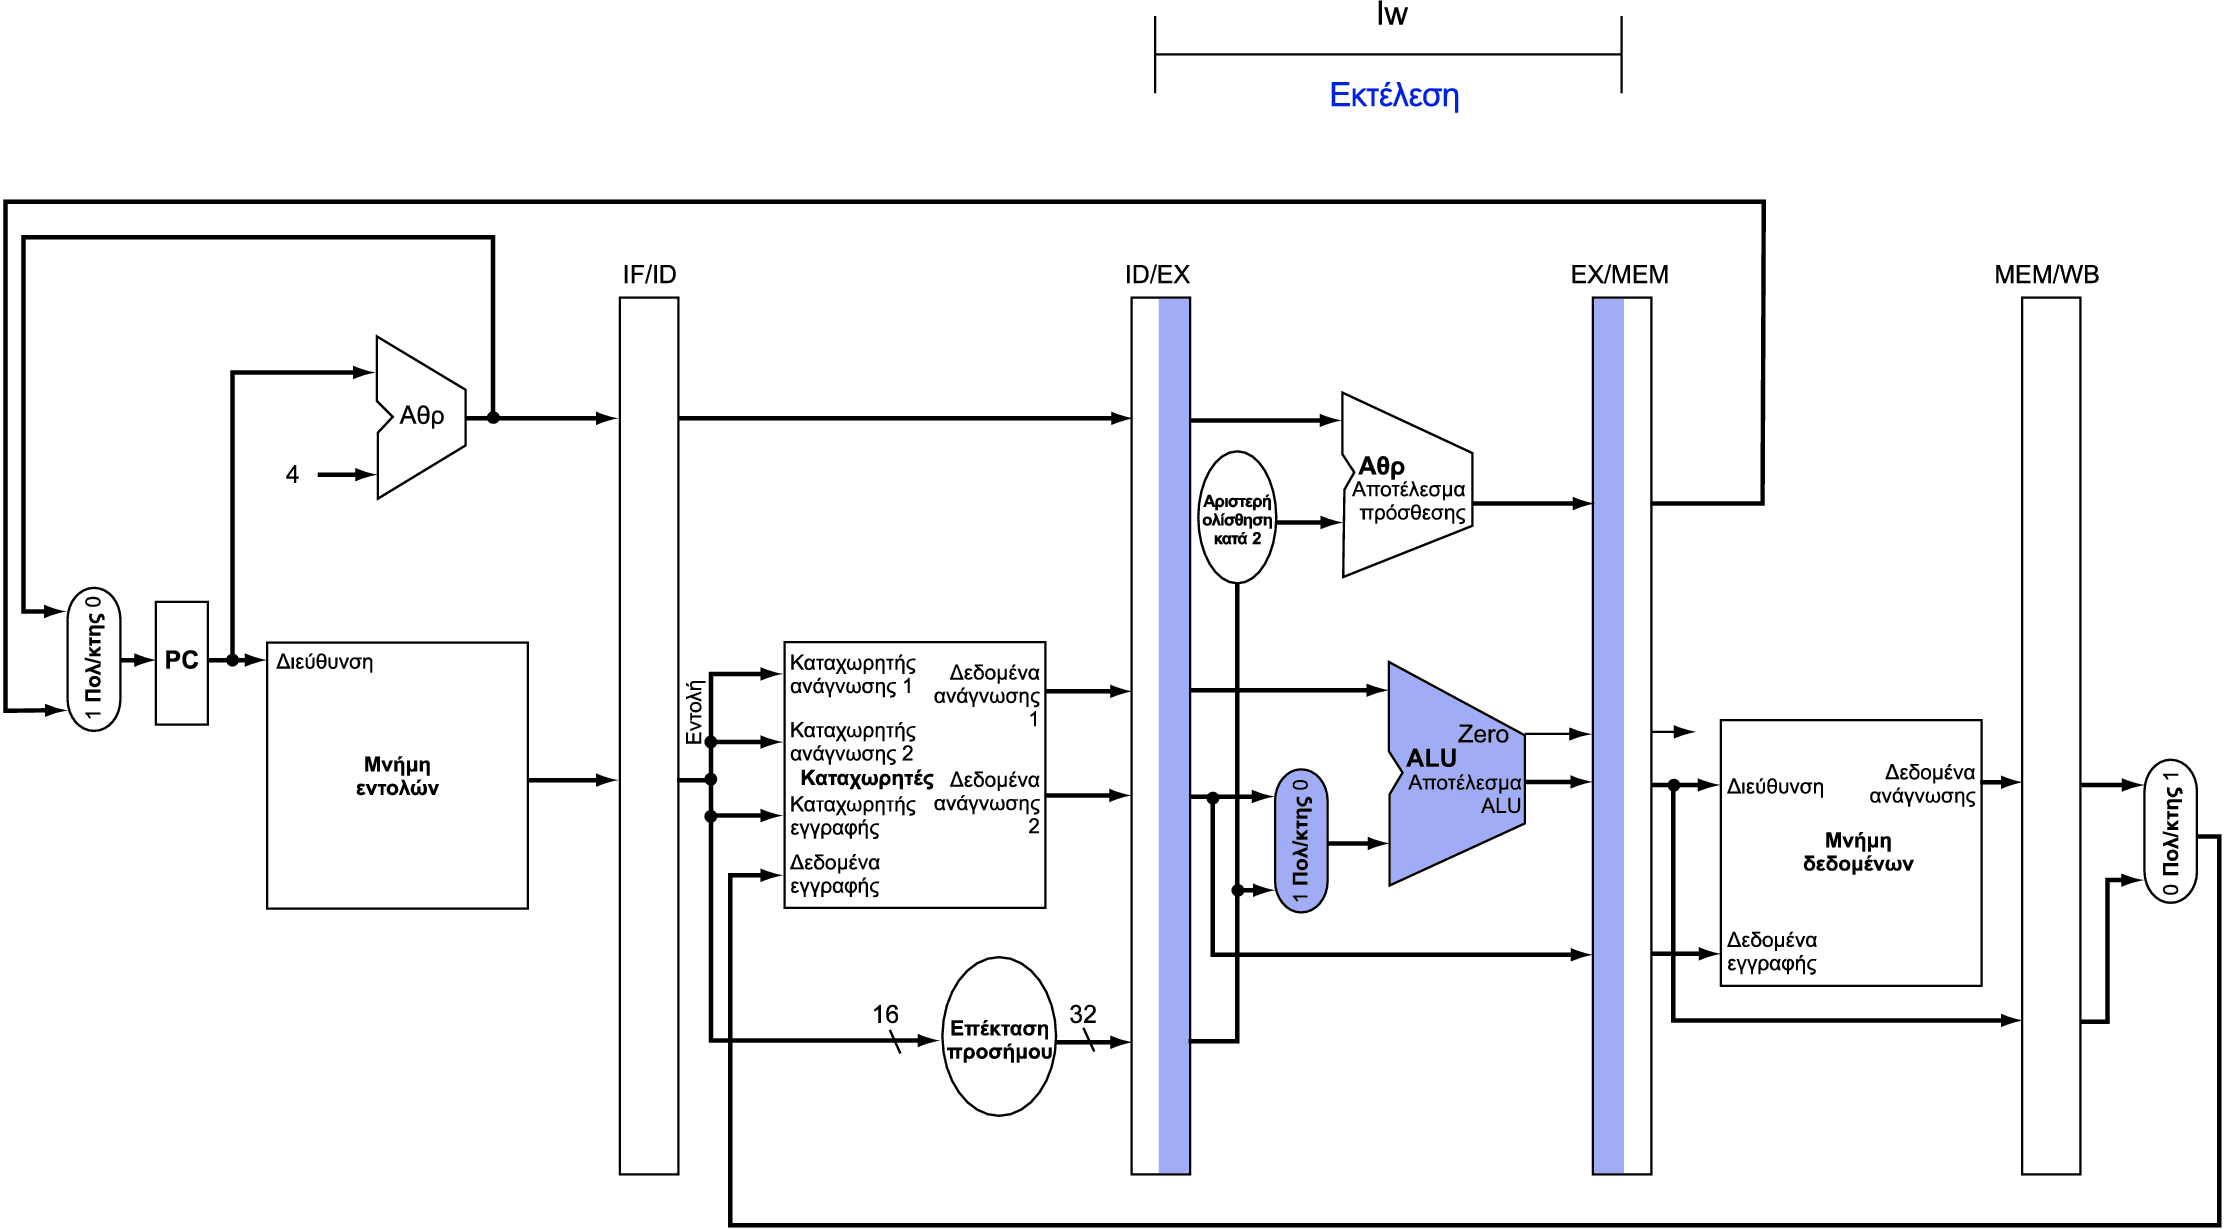 lw
Εκτέλεση
IF/ID
ID/EX
EX/MEM
MEM/WB
Αθρ
4
Αθρ
Αποτέλεσμα
πρόσθεσης
Αριστερή
ολίσθηση
κατά 2
1 Πολ/κτης 0
PC
Διεύθυνση
Μνήμη
εντολών
Εντολή
Καταχωρητής
ανάγνωσης 1
Καταχωρητής
ανάγνωσης 2
Καταχωρητές
Καταχωρητής
εγγραφής
Δεδομένα
εγγραφής
Δεδομένα
ανάγνωσης
1
Δεδομένα
ανάγνωσης
2
16
Επέκταση
προσήμου
32
1 Πολ/κτης 0
Zero
ALU
Αποτέλεσμα
ALU
Διεύθυνση
Δεδομένα
ανάγνωσης
Μνήμη
δεδομένων
Δεδομένα
εγγραφής
0 Πολ/κτης 1